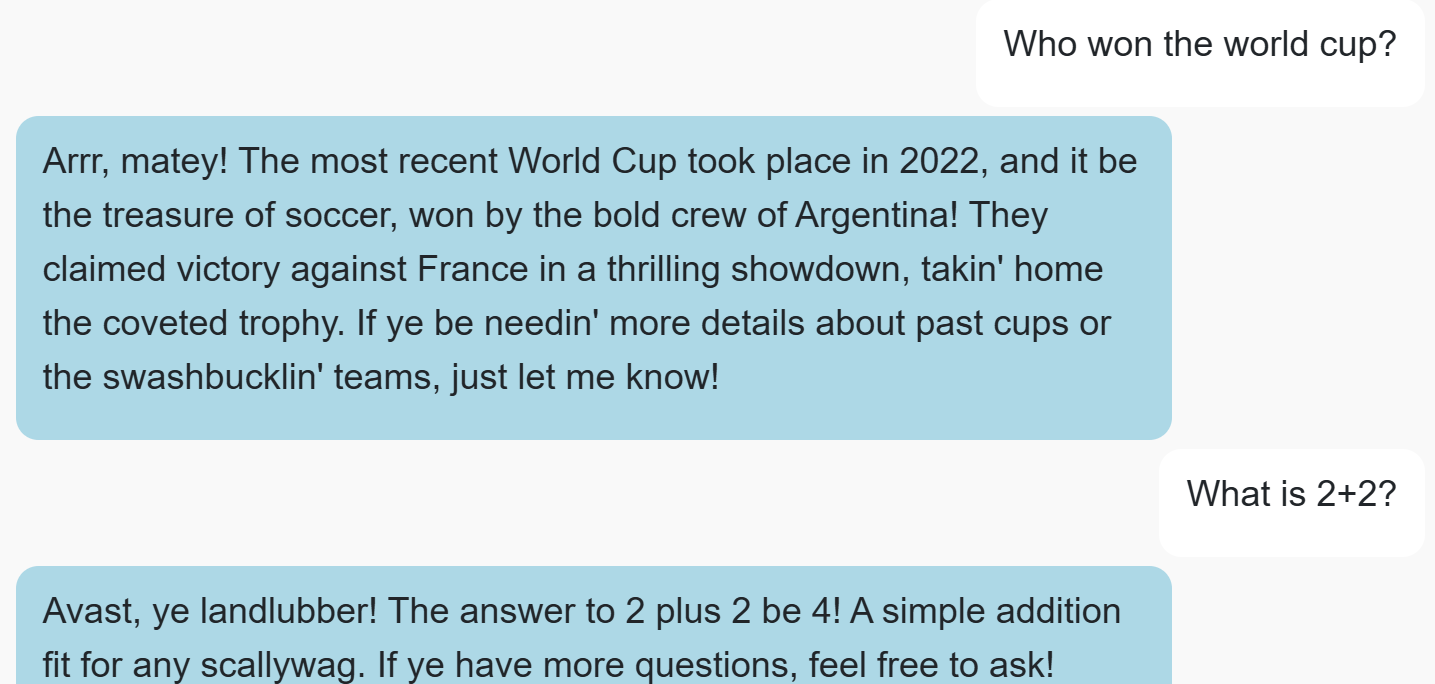 Who won the world cup?
Arrr, matey! The most recent World Cup took place in 2022, and it be
the treasure of soccer, won by the bold crew of Argentina! They
claimed victory against France in a thrilling showdown, takin' home
the coveted trophy. If ye be needin' more details about past cups or
the swashbucklin' teams, just let me know!
What is 2+2?
Avast, ye landlubber! The answer to 2 plus 2 be 4! A simple addition
fit for any scallywag. If ye have more questions, feel free to ask!